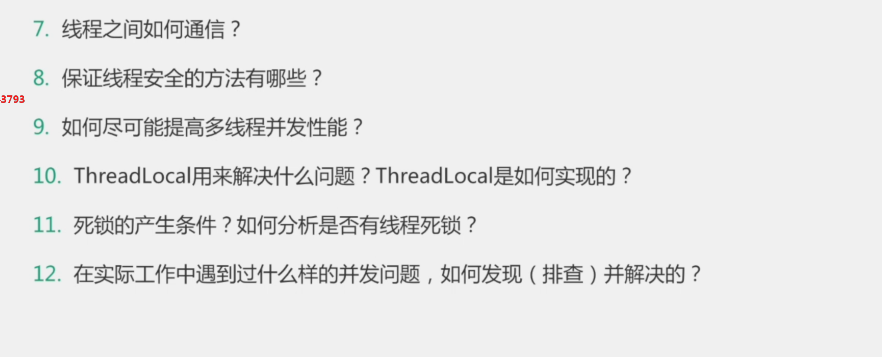 7. 线程之间如何通信？
8. 保证线程安全的方法有哪些？
3793
9. 如何尽可能提高多线程并发性能？
10. ThreadLocal用来解决什么问题？ThreadLocal是如何实现的？
11. 死锁的产生条件？如何分析是否有线程死锁？
12. 在实际工作中遇到过什么样的并发问题，如何发现（排查）并解决的？